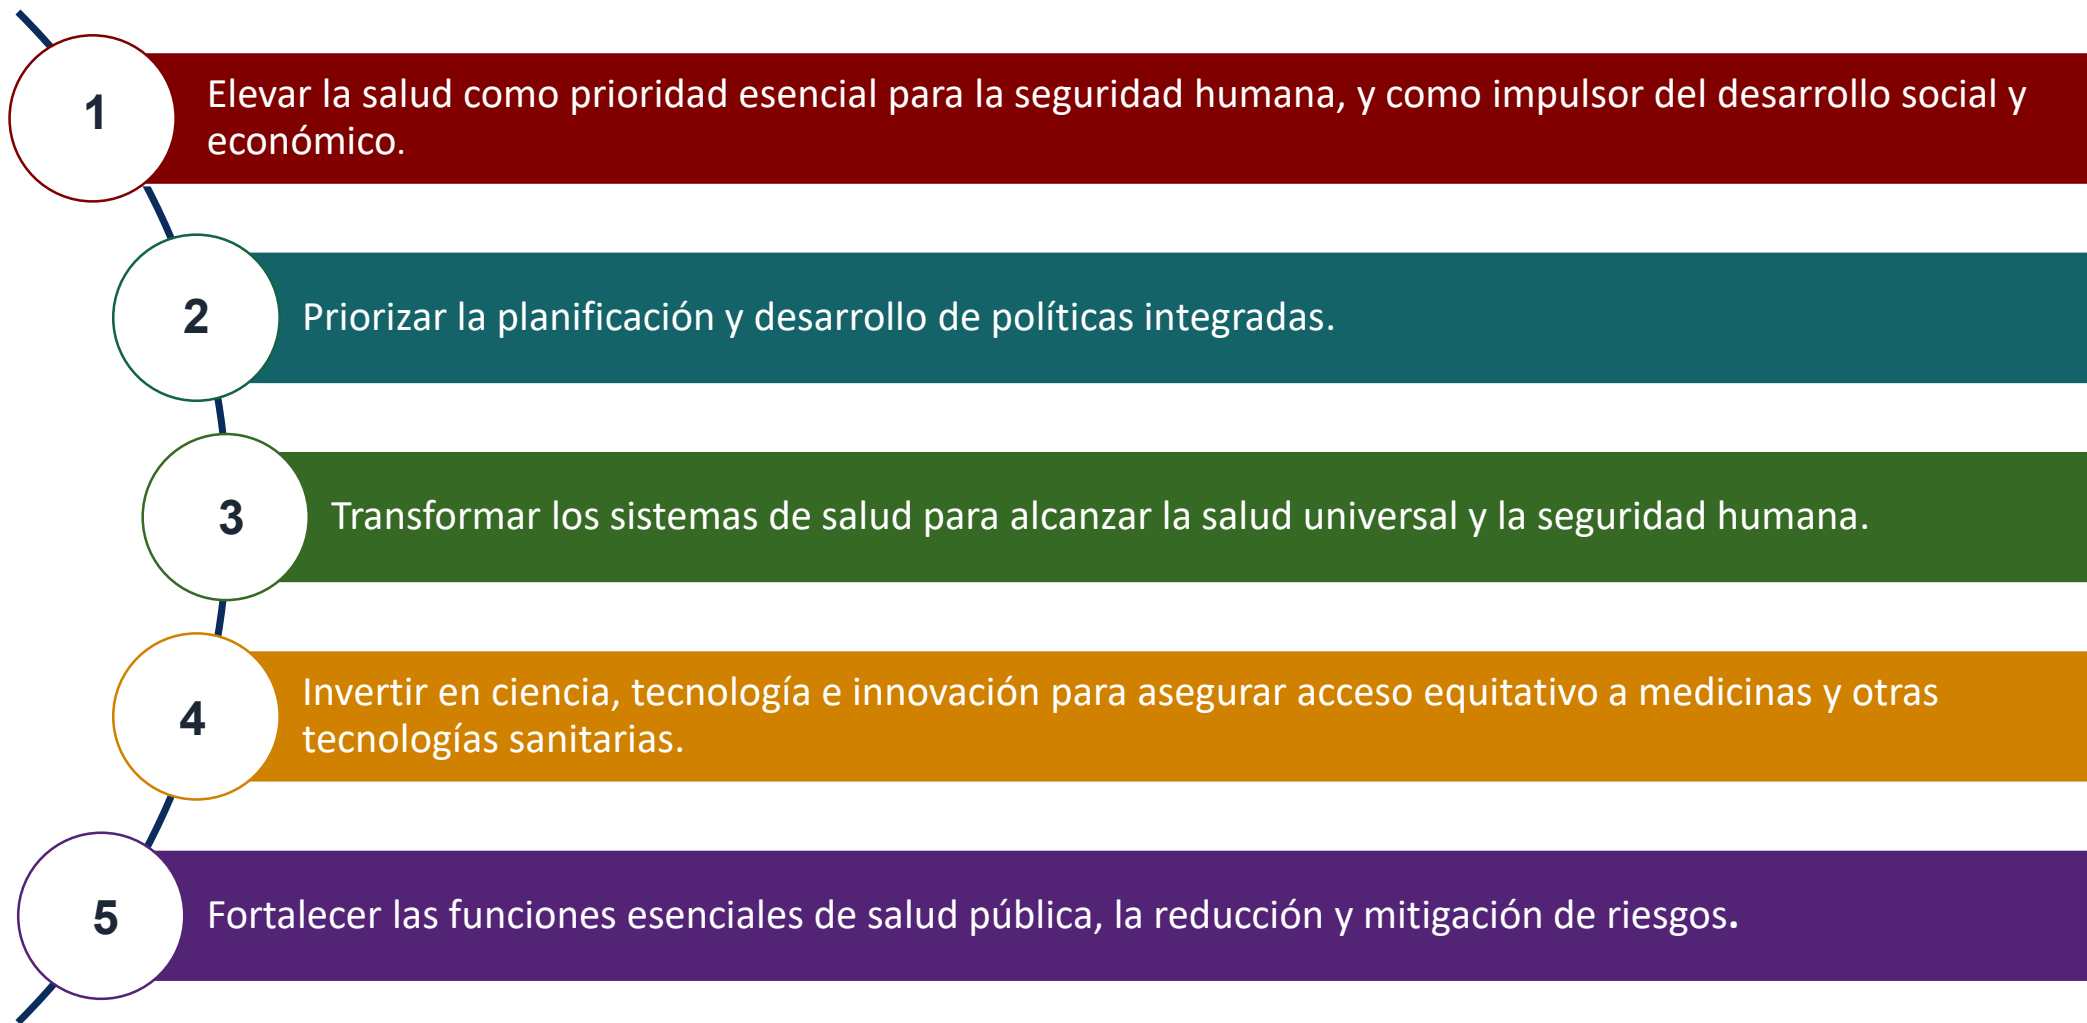 1
Elevar la salud como prioridad esencial para la seguridad humana, y como impulsor del desarrollo social y
económico.
2
Priorizar la planificación y desarrollo de políticas integradas.
3
Transformar los sistemas de salud para alcanzar la salud universal y la seguridad humana.
4
Invertir en ciencia, tecnología e innovación para asegurar acceso equitativo a medicinas y otras
tecnologías sanitarias.
5
Fortalecer las funciones esenciales de salud pública, la reducción y mitigación de riesgos.